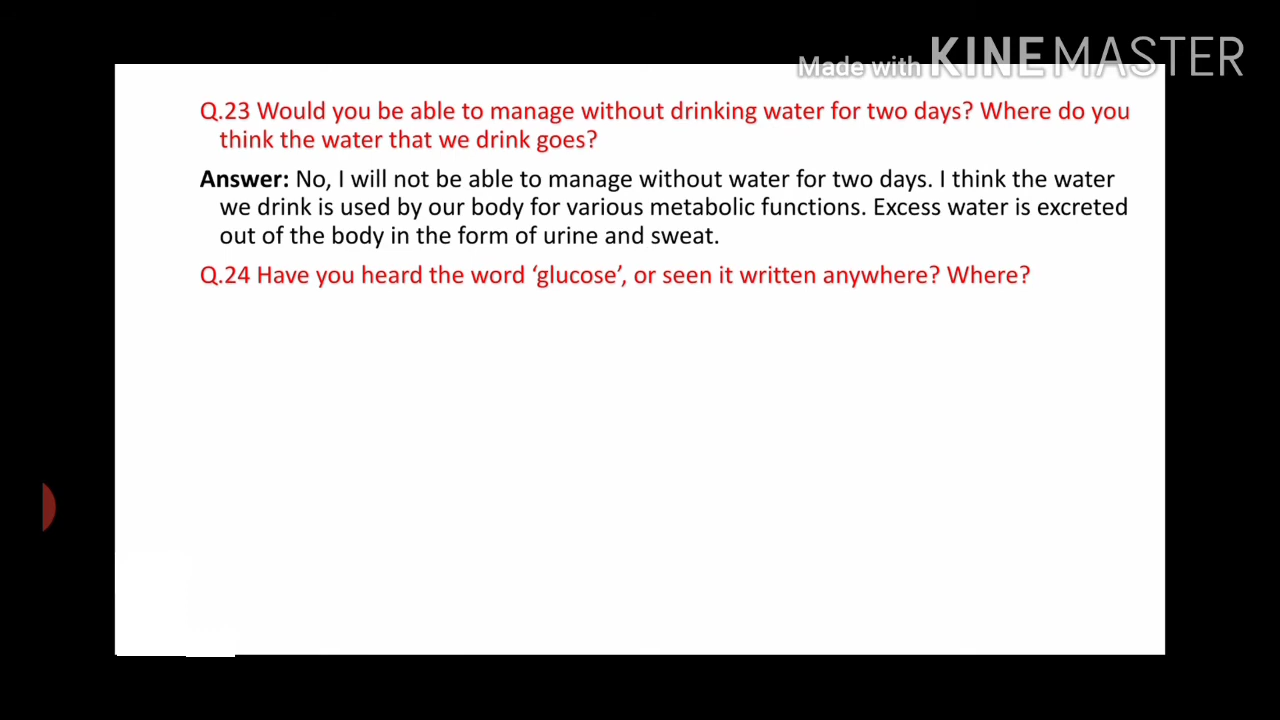 Made with KINEMASTER
Q.23 Would you be able to manage without drinking water for two days? Where do you
think the water that we drink goes?
Answer: No, I will not be able to manage without water for two days. I think the water
we drink is used by our body for various metabolic functions. Excess water is excreted
out of the body in the form of urine and sweat.
Q.24 Have you heard the word ‘glucose’, or seen it written anywhere? Where?